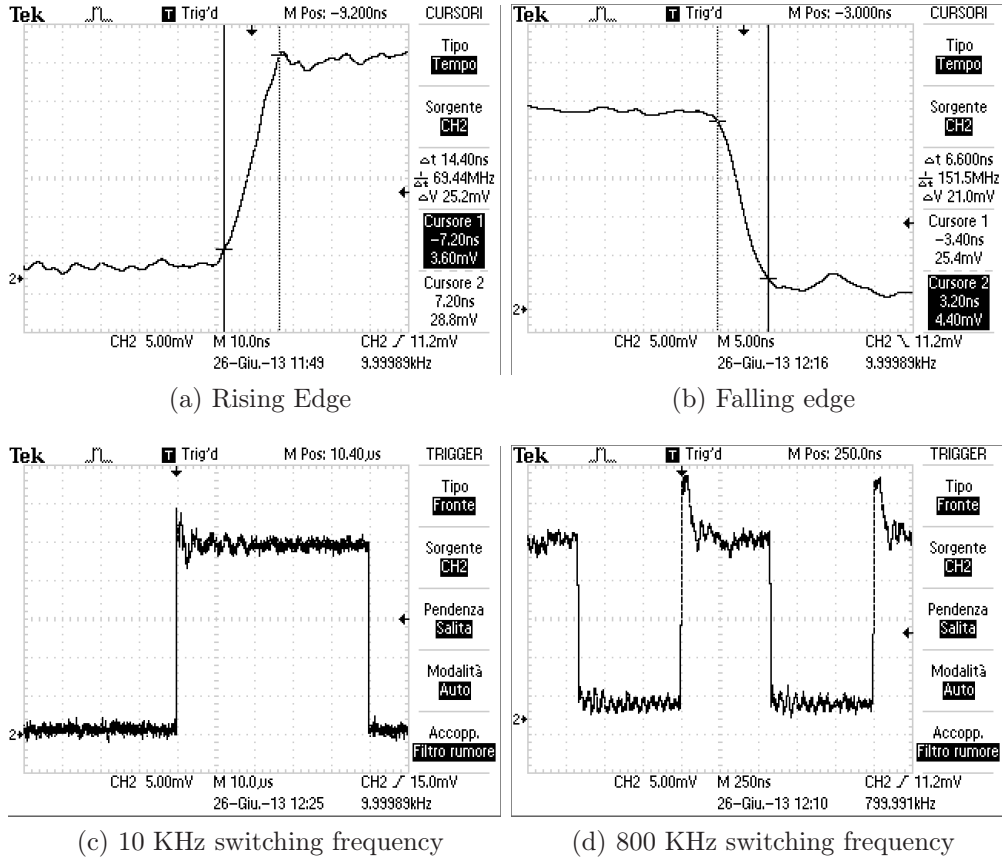 Tek T Trig'd M Pos: -9.200ns CURSORI
Tipo
Tempo
Sorgente
CH2
Δt 14.40ns
1/Δt 69.44MHz
ΔV 25.2mV
Cursore 1
-7.20ns
3.60mV
Cursore 2
7.20ns
28.8mV
2
CH2 5.00mV M 10.0ns CH2 ∕ 11.2mV
26-Giu.-13 11:49 9.99989kHz
(a) Rising Edge
Tek T Trig'd M Pos: -3.000ns CURSORI
Tipo
Tempo
Sorgente
CH2
Δt 6.600ns
1/Δt 151.5MHz
ΔV 21.0mV
Cursore 1
-3.40ns
25.4mV
Cursore 2
3.20ns
4.40mV
2
CH2 5.00mV M 5.00ns CH2 \ 11.2mV
26-Giu.-13 12:16 9.99989kHz
(b) Falling edge
Tek T Trig'd M Pos: 10.40µs TRIGGER
Tipo
Fronte
Sorgente
CH2
Pendenza
Salita
Modalità
Auto
Accopp.
Filtro rumore
2
CH2 5.00mV M 10.0µs CH2 ∕ 15.0mV
26-Giu.-13 12:25 9.99989kHz
(c) 10 KHz switching frequency
Tek T Trig'd M Pos: 250.0ns TRIGGER
Tipo
Fronte
Sorgente
CH2
Pendenza
Salita
Modalità
Auto
Accopp.
Filtro rumore
2
CH2 5.00mV M 250ns CH2 ∕ 11.2mV
26-Giu.-13 12:10 799.991kHz
(d) 800 KHz switching frequency